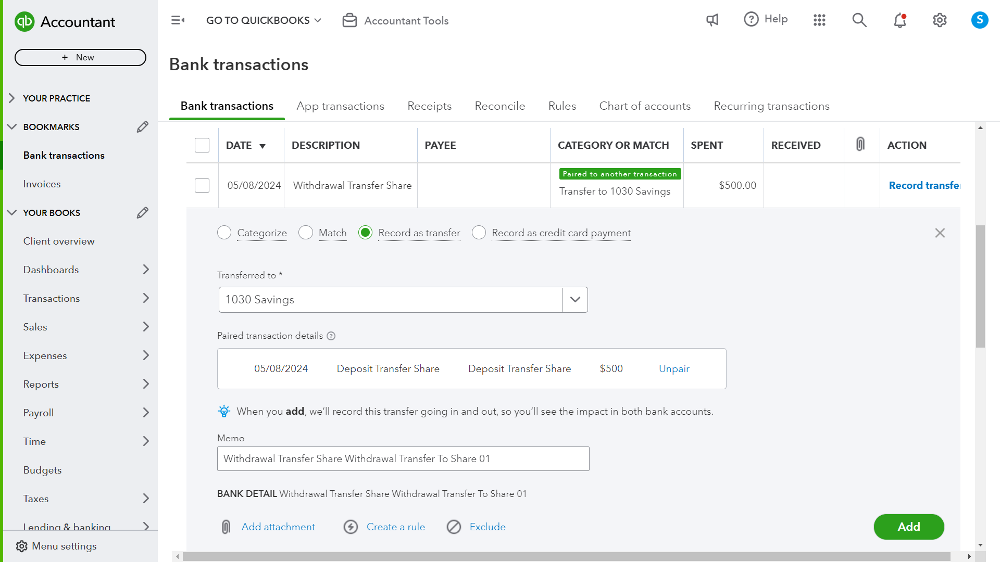 qb Accountant
GO TO QUICKBOOKS
Accountant Tools
Help
S
+ New
YOUR PRACTICE
BOOKMARKS
Bank transactions
Invoices
YOUR BOOKS
Client overview
Dashboards
Transactions
Sales
Expenses
Reports
Payroll
Time
Budgets
Taxes
Lending & banking
Menu settings
Bank transactions
Bank transactions App transactions Receipts Reconcile Rules Chart of accounts Recurring transactions
DATE DESCRIPTION PAYEE CATEGORY OR MATCH SPENT RECEIVED ACTION
Paired to another transaction
05/08/2024 Withdrawal Transfer Share Transfer to 1030 Savings $500.00 Record transfer
Categorize Match Record as transfer Record as credit card payment
Transferred to *
1030 Savings
Paired transaction details ?
05/08/2024 Deposit Transfer Share Deposit Transfer Share $500 Unpair
When you add, we’ll record this transfer going in and out, so you’ll see the impact in both bank accounts.
Memo
Withdrawal Transfer Share Withdrawal Transfer To Share 01
BANK DETAIL Withdrawal Transfer Share Withdrawal Transfer To Share 01
Add attachment Create a rule Exclude Add